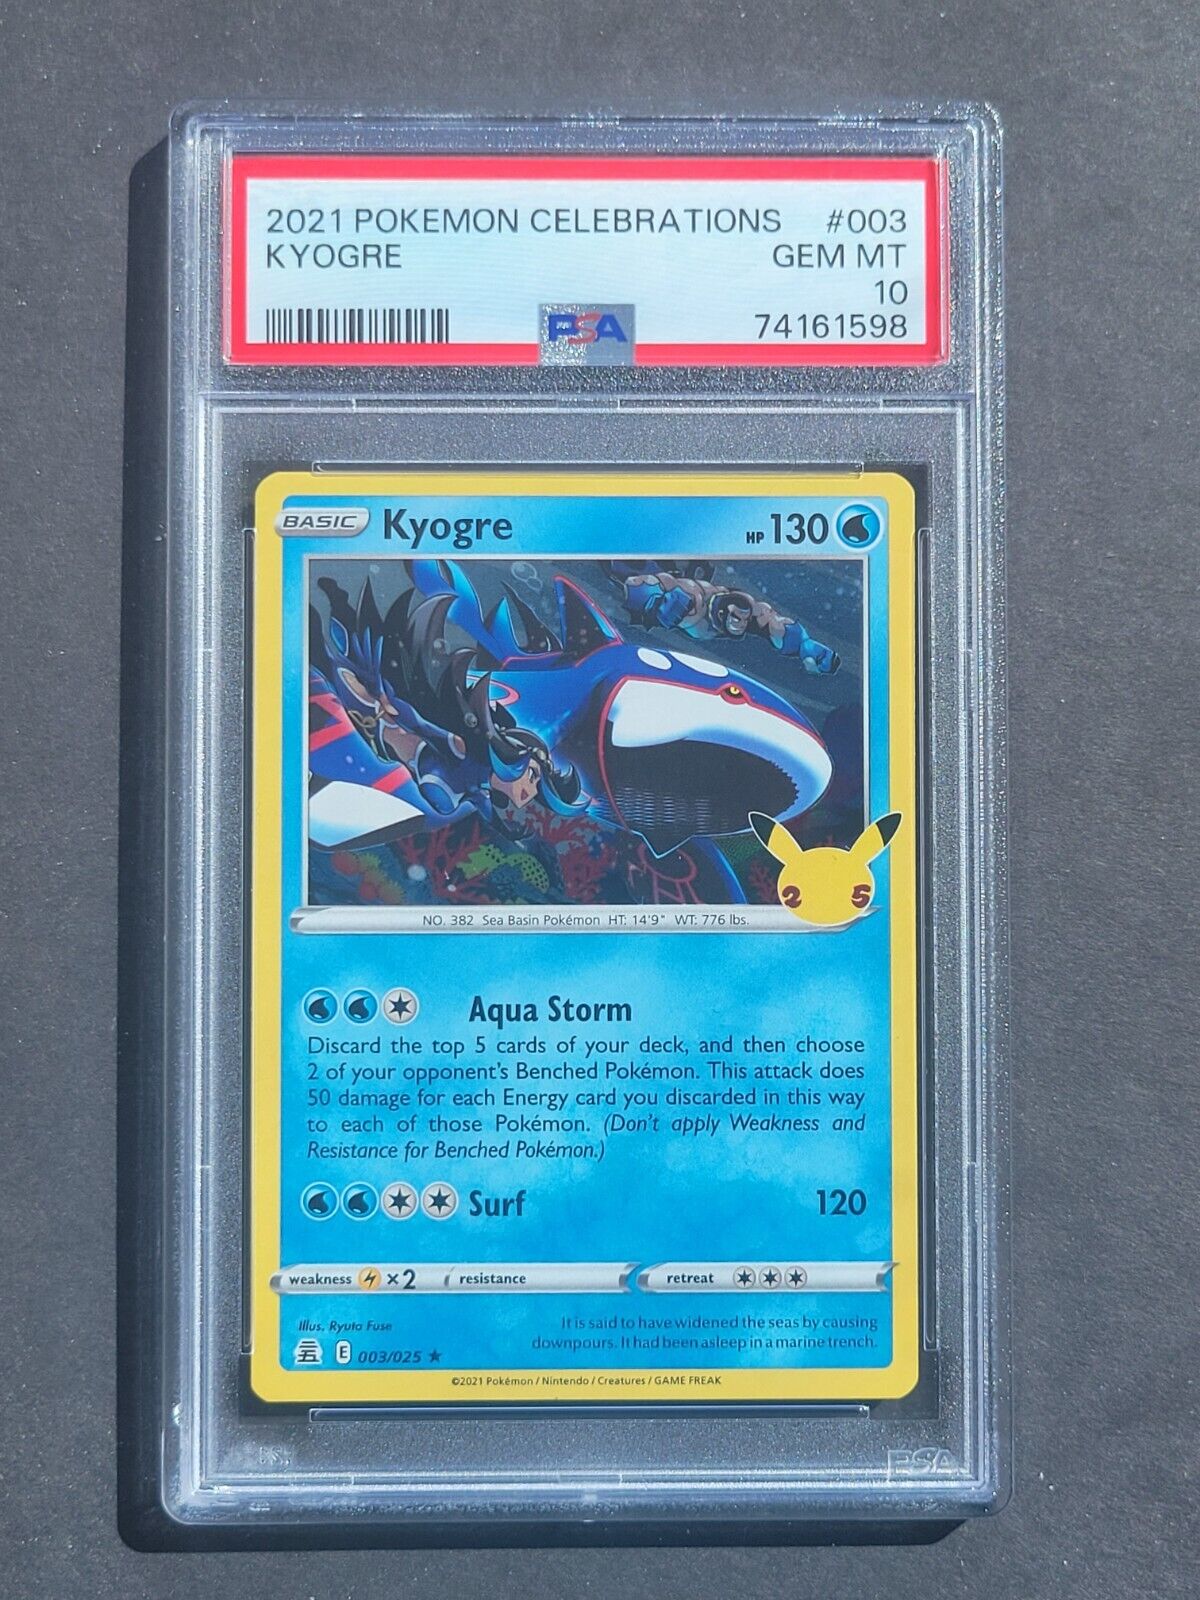 2021 POKEMON CELEBRATIONS #003
KYOGRE GEM MT
10
PSA 74161598
BASIC Kyogre HP 130
25
NO. 382 Sea Basin Pokémon HT: 14'9" WT: 776 lbs.
Aqua Storm
Discard the top 5 cards of your deck, and then choose
2 of your opponent's Benched Pokémon. This attack does
50 damage for each Energy card you discarded in this way
to each of those Pokémon. (Don't apply Weakness and
Resistance for Benched Pokémon.)
Surf 120
weakness ×2 resistance retreat
Illus. Ryuta Fuse
It is said to have widened the seas by causing
downpours. It had been asleep in a marine trench.
E 003/025 ★
©2021 Pokémon / Nintendo / Creatures / GAME FREAK
PSA